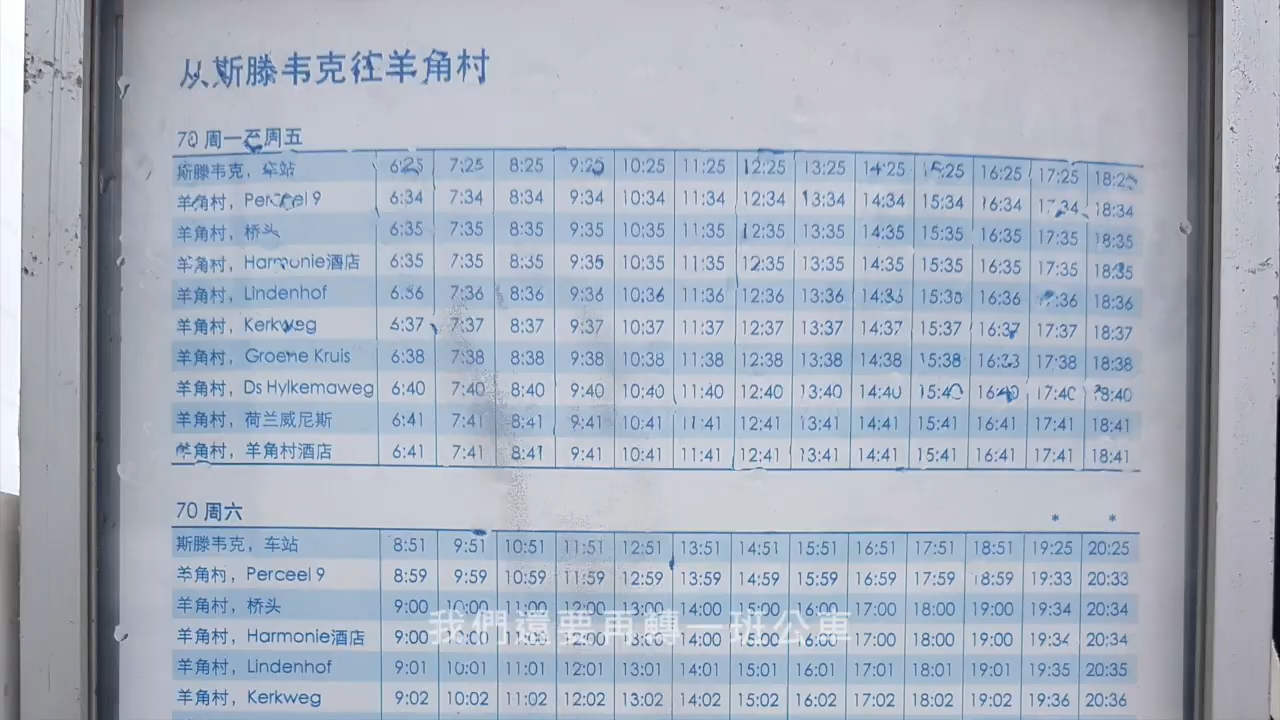 从斯滕韦克往羊角村
70 周一至周五
斯滕韦克，车站 6:25 7:25 8:25 9:25 10:25 11:25 12:25 13:25 14:25 15:25 16:25 17:25 18:25
羊角村，Perceel 9 6:34 7:34 8:34 9:34 10:34 11:34 12:34 13:34 14:34 15:34 16:34 17:34 18:34
羊角村，桥头 6:35 7:35 8:35 9:35 10:35 11:35 12:35 13:35 14:35 15:35 16:35 17:35 18:35
羊角村，Harmonie酒店 6:35 7:35 8:35 9:35 10:35 11:35 12:35 13:35 14:35 15:35 16:35 17:35 18:35
羊角村，Lindenhof 6:36 7:36 8:36 9:36 10:36 11:36 12:36 13:36 14:36 15:36 16:36 17:36 18:36
羊角村，Kerkweg 6:37 7:37 8:37 9:37 10:37 11:37 12:37 13:37 14:37 15:37 16:37 17:37 18:37
羊角村，Groene Kruis 6:38 7:38 8:38 9:38 10:38 11:38 12:38 13:38 14:38 15:38 16:38 17:38 18:38
羊角村，Ds Hylkemaweg 6:40 7:40 8:40 9:40 10:40 11:40 12:40 13:40 14:40 15:40 16:40 17:40 18:40
羊角村，荷兰威尼斯 6:41 7:41 8:41 9:41 10:41 11:41 12:41 13:41 14:41 15:41 16:41 17:41 18:41
羊角村，羊角村酒店 6:41 7:41 8:41 9:41 10:41 11:41 12:41 13:41 14:41 15:41 16:41 17:41 18:41
70 周六 * *
斯滕韦克，车站 8:51 9:51 10:51 11:51 12:51 13:51 14:51 15:51 16:51 17:51 18:51 19:25 20:25
羊角村，Perceel 9 8:59 9:59 10:59 11:59 12:59 13:59 14:59 15:59 16:59 17:59 18:59 19:33 20:33
羊角村，桥头 9:00 10:00 11:00 12:00 13:00 14:00 15:00 16:00 17:00 18:00 19:00 19:34 20:34
我們還要再轉一班公車
羊角村，Harmonie酒店 9:00 10:00 11:00 12:00 13:00 14:00 15:00 16:00 17:00 18:00 19:00 19:34 20:34
羊角村，Lindenhof 9:01 10:01 11:01 12:01 13:01 14:01 15:01 16:01 17:01 18:01 19:01 19:35 20:35
羊角村，Kerkweg 9:02 10:02 11:02 12:02 13:02 14:02 15:02 16:02 17:02 18:02 19:02 19:36 20:36